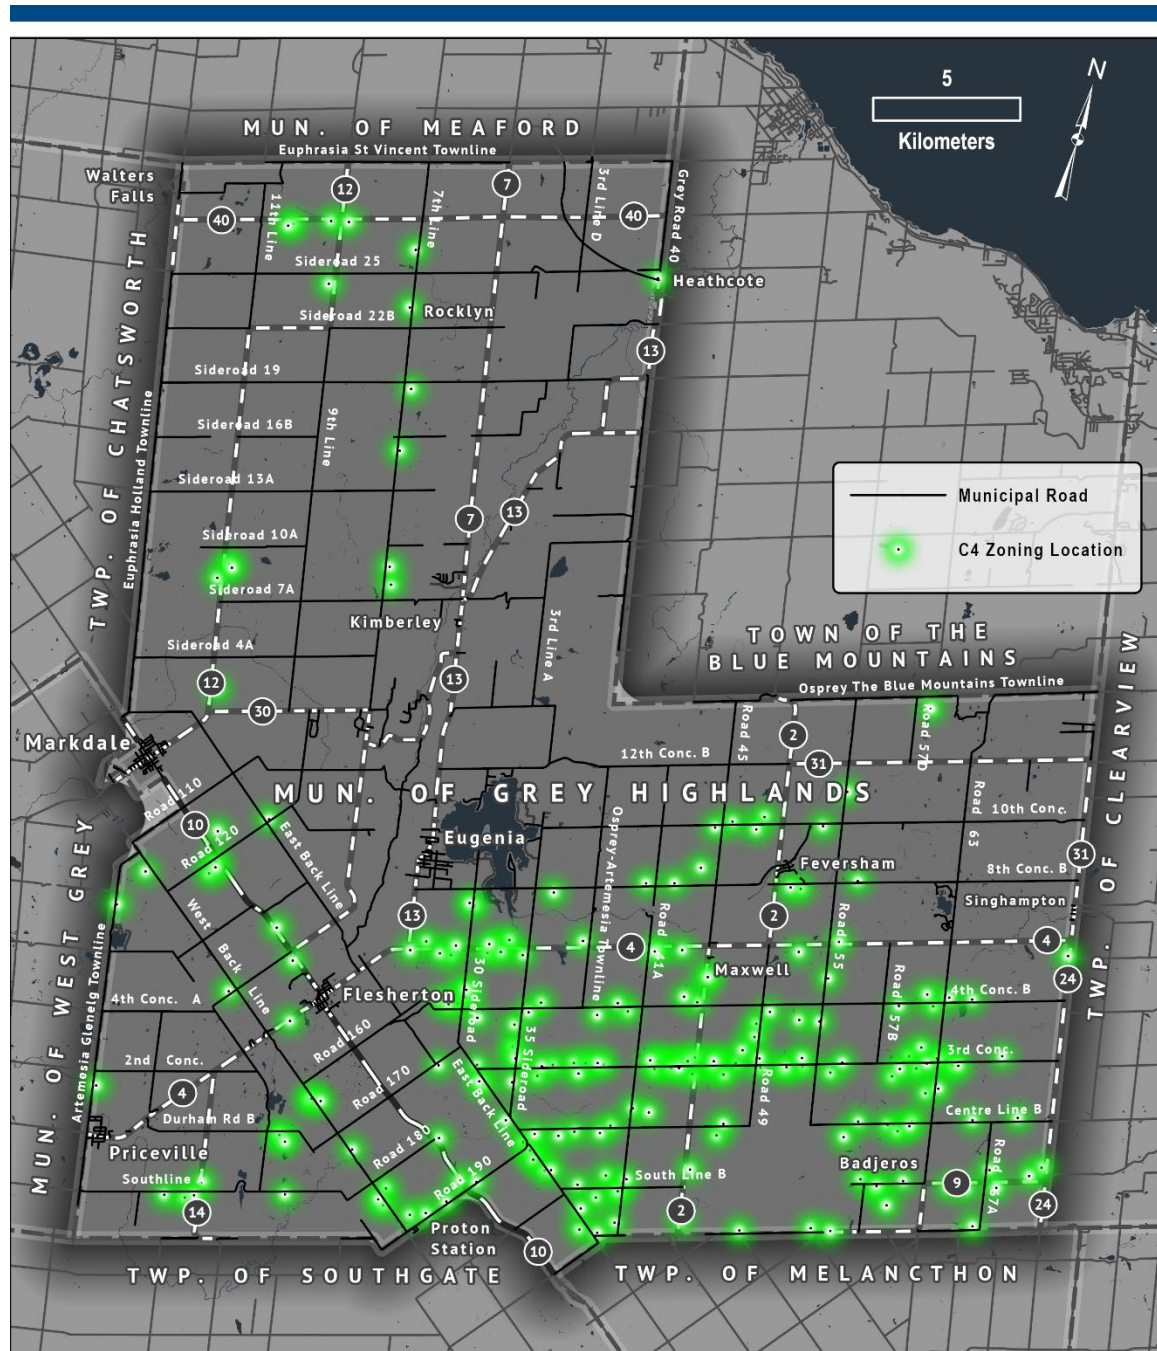 5
Kilometers
N
MUN. OF MEAFORD
Euphrasia St Vincent Townline
Walters
Falls
12
7
40
11th Line
7th Line
3rd Line D
40
Grey Road 40
Sideroad 25
Heathcote
Sideroad 22B
Rocklyn
13
Sideroad 19
TWP. OF CHATSWORTH
Euphrasia Holland Townline
Sideroad 16B
9th Line
Sideroad 13A
7
13
Municipal Road
C4 Zoning Location
Sideroad 10A
Sideroad 7A
Kimberley
3rd Line A
Sideroad 4A
TOWN OF THE
BLUE MOUNTAINS
Osprey The Blue Mountains Townline
12
13
30
Markdale
Road 45
2
Road 57D
12th Conc. B
31
TWP. OF CLEARVIEW
Road 110
MUN. OF GREY HIGHLANDS
10
Road 120
East Back Line
Eugenia
Osprey-Artemesia Townline
10th Conc.
Road 63
31
Feversham
8th Conc. B
Singhampton
MUN. OF WEST GREY
Artemesia Glenelg Townline
West Back Line
13
2
4
41A
Road 55
4
24
Maxwell
30 Sideroad
Flesherton
4th Conc. A
4th Conc. B
Road 57B
Road 160
35 Sideroad
2nd Conc.
3rd Conc.
Road 170
East Back Line
Road 49
4
Durham Rd B
Centre Line B
Priceville
Road 180
Badjeros
Road 67A
Southline A
Road 190
South Line B
9
14
2
24
Proton
Station
10
TWP. OF SOUTHGATE
TWP. OF MELANCTHON